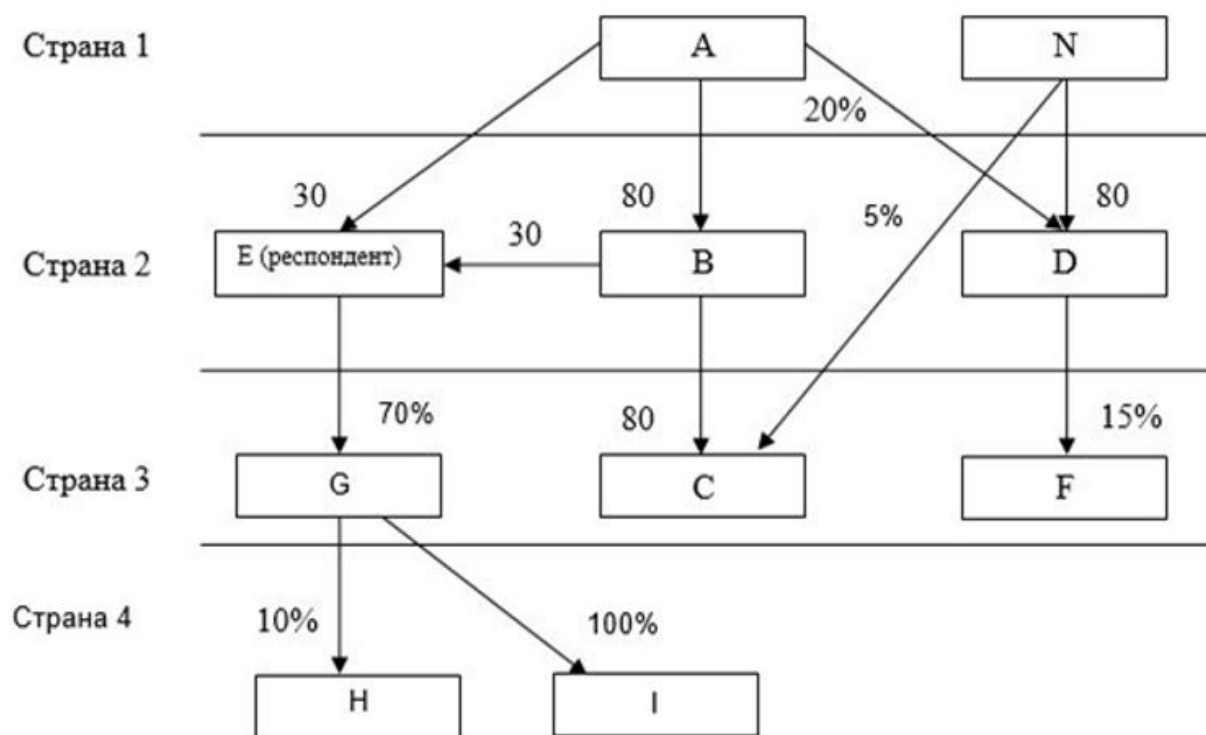 Страна 1
A
N
20%
30
80
5%
80
Страна 2
E (респондент)
30
B
D
70%
80
15%
Страна 3
G
C
F
Страна 4
10%
100%
H
I